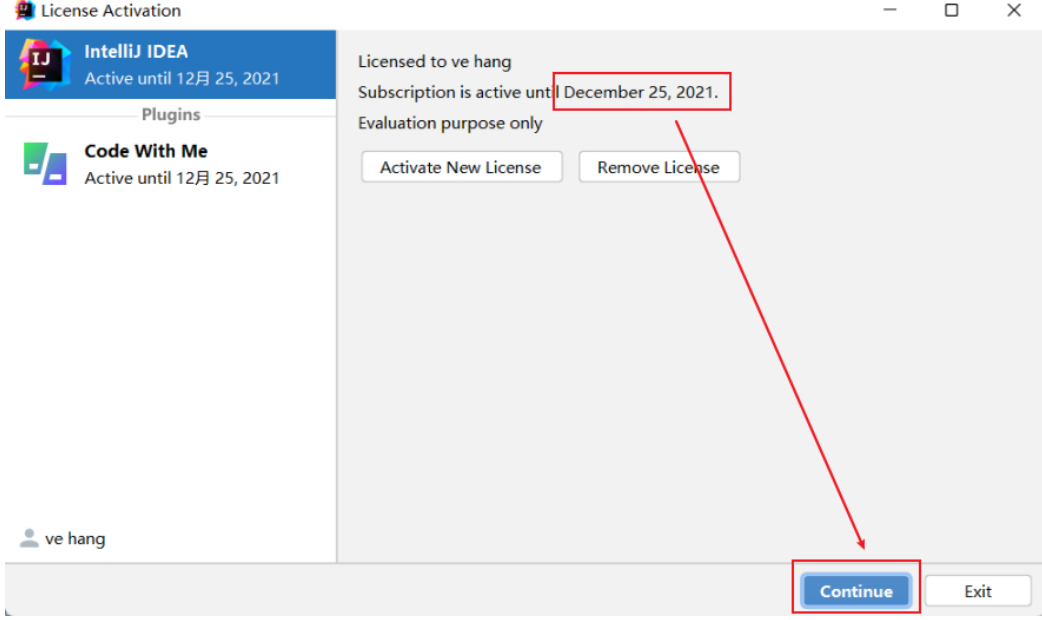 License Activation
IntelliJ IDEA
Active until 12月 25, 2021
Plugins
Code With Me
Active until 12月 25, 2021
ve hang
Licensed to ve hang
Subscription is active until December 25, 2021.
Evaluation purpose only
Activate New License
Remove License
Continue
Exit